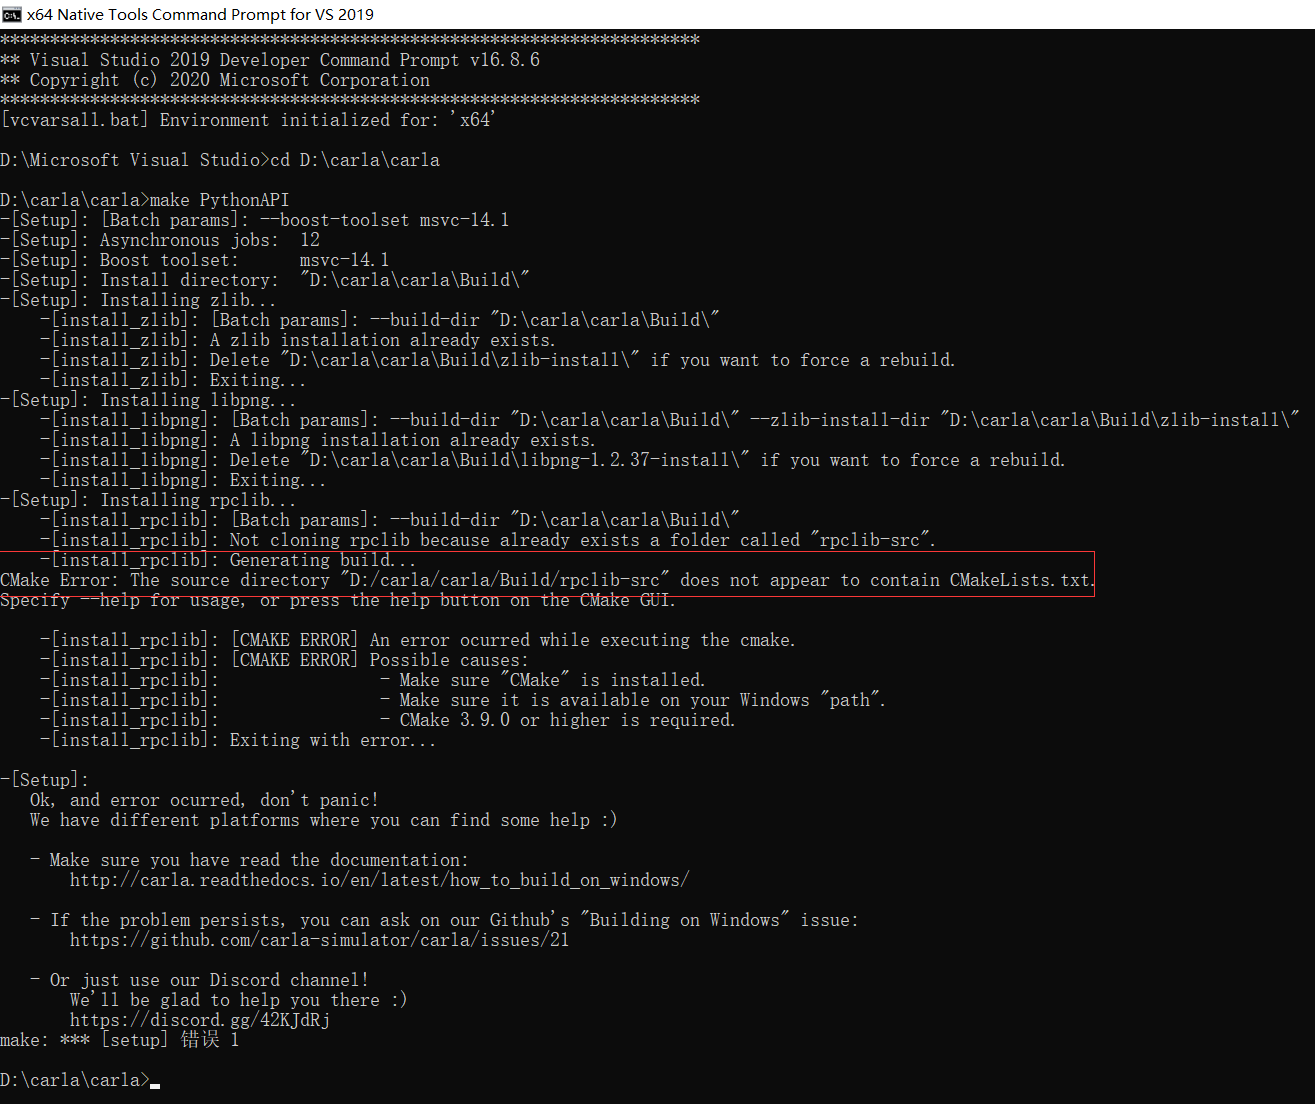 x64 Native Tools Command Prompt for VS 2019
**********************************************************************
** Visual Studio 2019 Developer Command Prompt v16.8.6
** Copyright (c) 2020 Microsoft Corporation
**********************************************************************
[vcvarsall.bat] Environment initialized for: 'x64'
D:\Microsoft Visual Studio>cd D:\carla\carla
D:\carla\carla>make PythonAPI
-[Setup]: [Batch params]: --boost-toolset msvc-14.1
-[Setup]: Asynchronous jobs:  12
-[Setup]: Boost toolset:      msvc-14.1
-[Setup]: Install directory:  "D:\carla\carla\Build\"
-[Setup]: Installing zlib...
    -[install_zlib]: [Batch params]: --build-dir "D:\carla\carla\Build\"
    -[install_zlib]: A zlib installation already exists.
    -[install_zlib]: Delete "D:\carla\carla\Build\zlib-install\" if you want to force a rebuild.
    -[install_zlib]: Exiting...
-[Setup]: Installing libpng...
    -[install_libpng]: [Batch params]: --build-dir "D:\carla\carla\Build\" --zlib-install-dir "D:\carla\carla\Build\zlib-install\"
    -[install_libpng]: A libpng installation already exists.
    -[install_libpng]: Delete "D:\carla\carla\Build\libpng-1.2.37-install\" if you want to force a rebuild.
    -[install_libpng]: Exiting...
-[Setup]: Installing rpclib...
    -[install_rpclib]: [Batch params]: --build-dir "D:\carla\carla\Build\"
    -[install_rpclib]: Not cloning rpclib because already exists a folder called "rpclib-src".
    -[install_rpclib]: Generating build...
CMake Error: The source directory "D:/carla/carla/Build/rpclib-src" does not appear to contain CMakeLists.txt.
Specify --help for usage, or press the help button on the CMake GUI.
    -[install_rpclib]: [CMAKE ERROR] An error ocurred while executing the cmake.
    -[install_rpclib]: [CMAKE ERROR] Possible causes:
    -[install_rpclib]:                - Make sure "CMake" is installed.
    -[install_rpclib]:                - Make sure it is available on your Windows "path".
    -[install_rpclib]:                - CMake 3.9.0 or higher is required.
    -[install_rpclib]: Exiting with error...
-[Setup]:
   Ok, and error ocurred, don't panic!
   We have different platforms where you can find some help :)
   - Make sure you have read the documentation:
       http://carla.readthedocs.io/en/latest/how_to_build_on_windows/
   - If the problem persists, you can ask on our Github's "Building on Windows" issue:
       https://github.com/carla-simulator/carla/issues/21
   - Or just use our Discord channel!
       We'll be glad to help you there :)
       https://discord.gg/42KJdRj
make: *** [setup] 错误 1
D:\carla\carla>